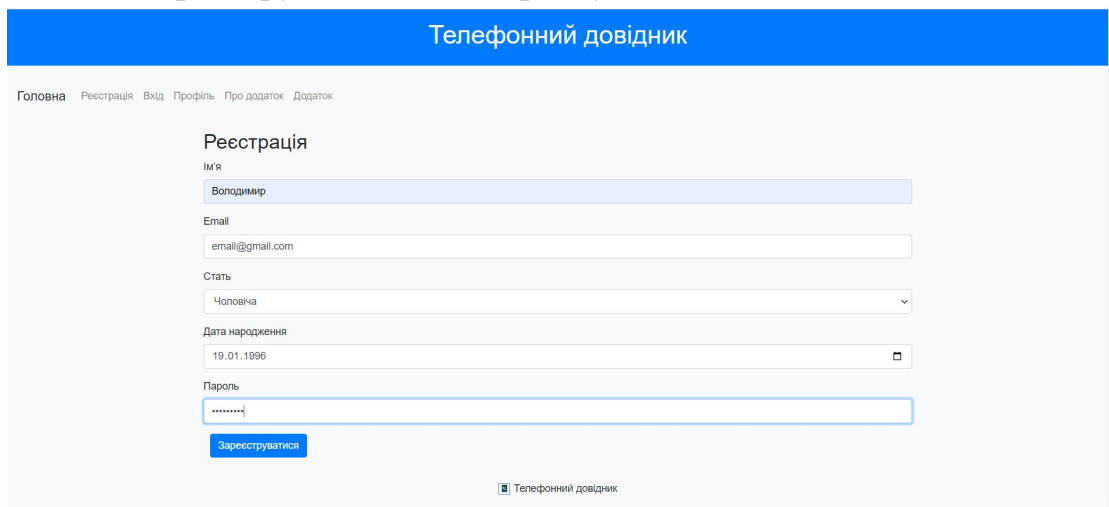 Телефонний довідник
Головна Реєстрація Вхід Профіль Про додаток Додаток
Реєстрація
Ім'я
Володимир
Email
email@gmail.com
Стать
Чоловіча
Дата народження
19.01.1996
Пароль
•••••••••
Зареєструватися
Телефонний довідник